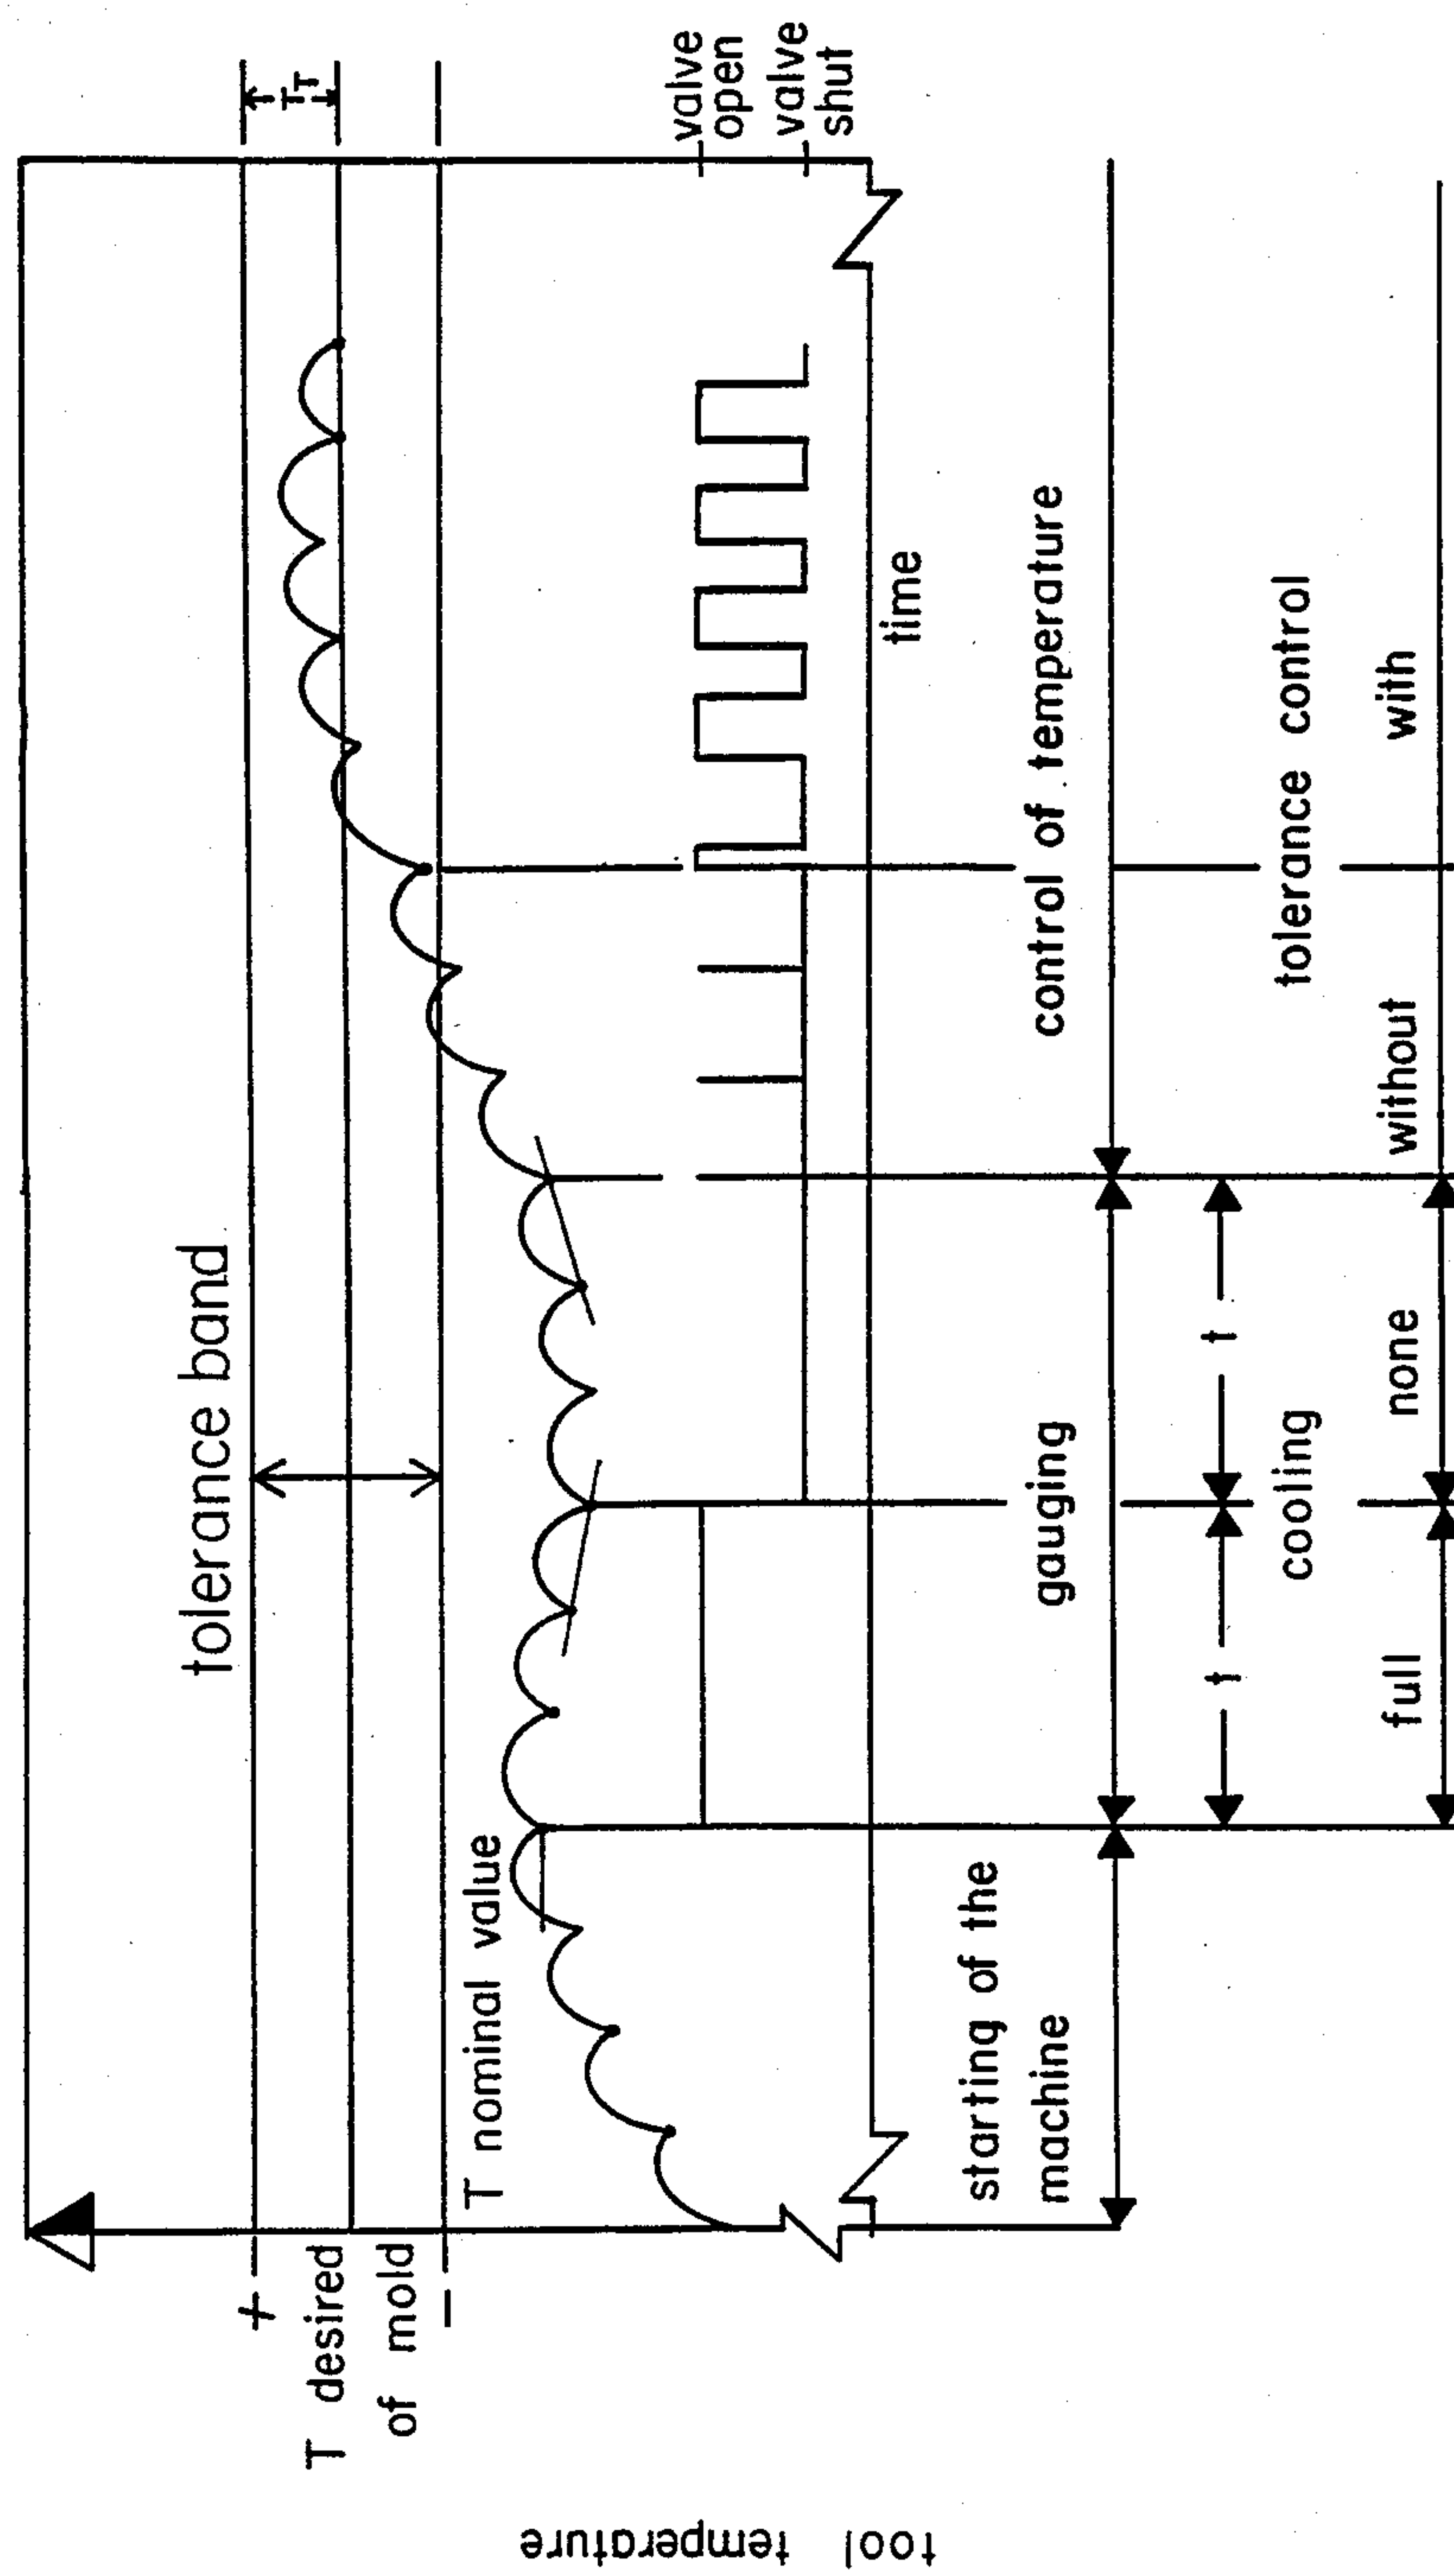 tool temperature
+
T desired
of mold
−
tolerance band
T nominal value
T
valve
open
valve
shut
time
starting of the
machine
gauging
control of temperature
t
t
cooling
tolerance control
full
none
without
with